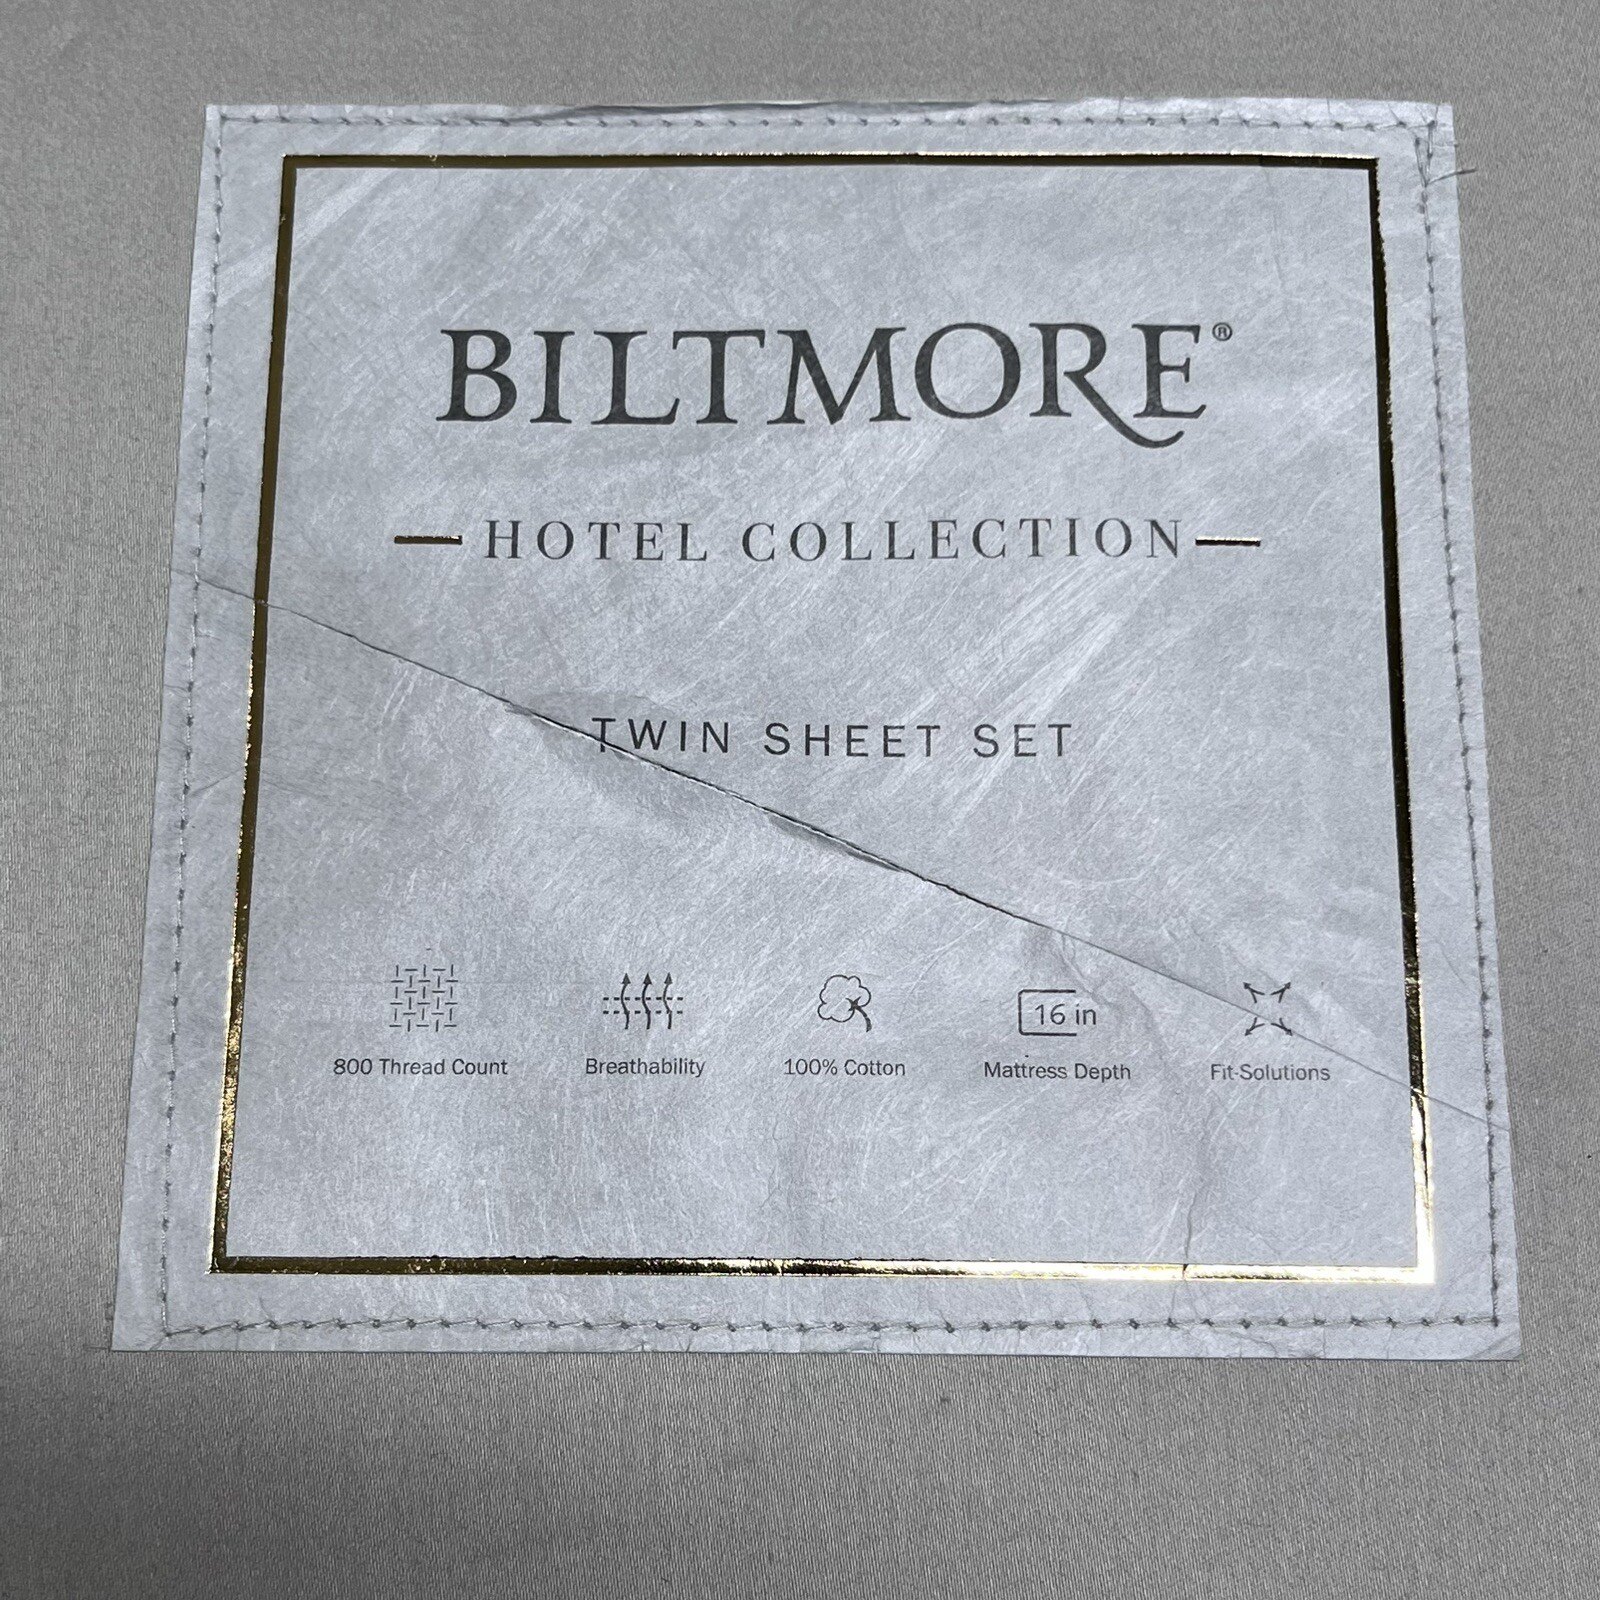 BILTMORE®
HOTEL COLLECTION
TWIN SHEET SET
16 in
800 Thread Count
Breathability
100% Cotton
Mattress Depth
Fit-Solutions